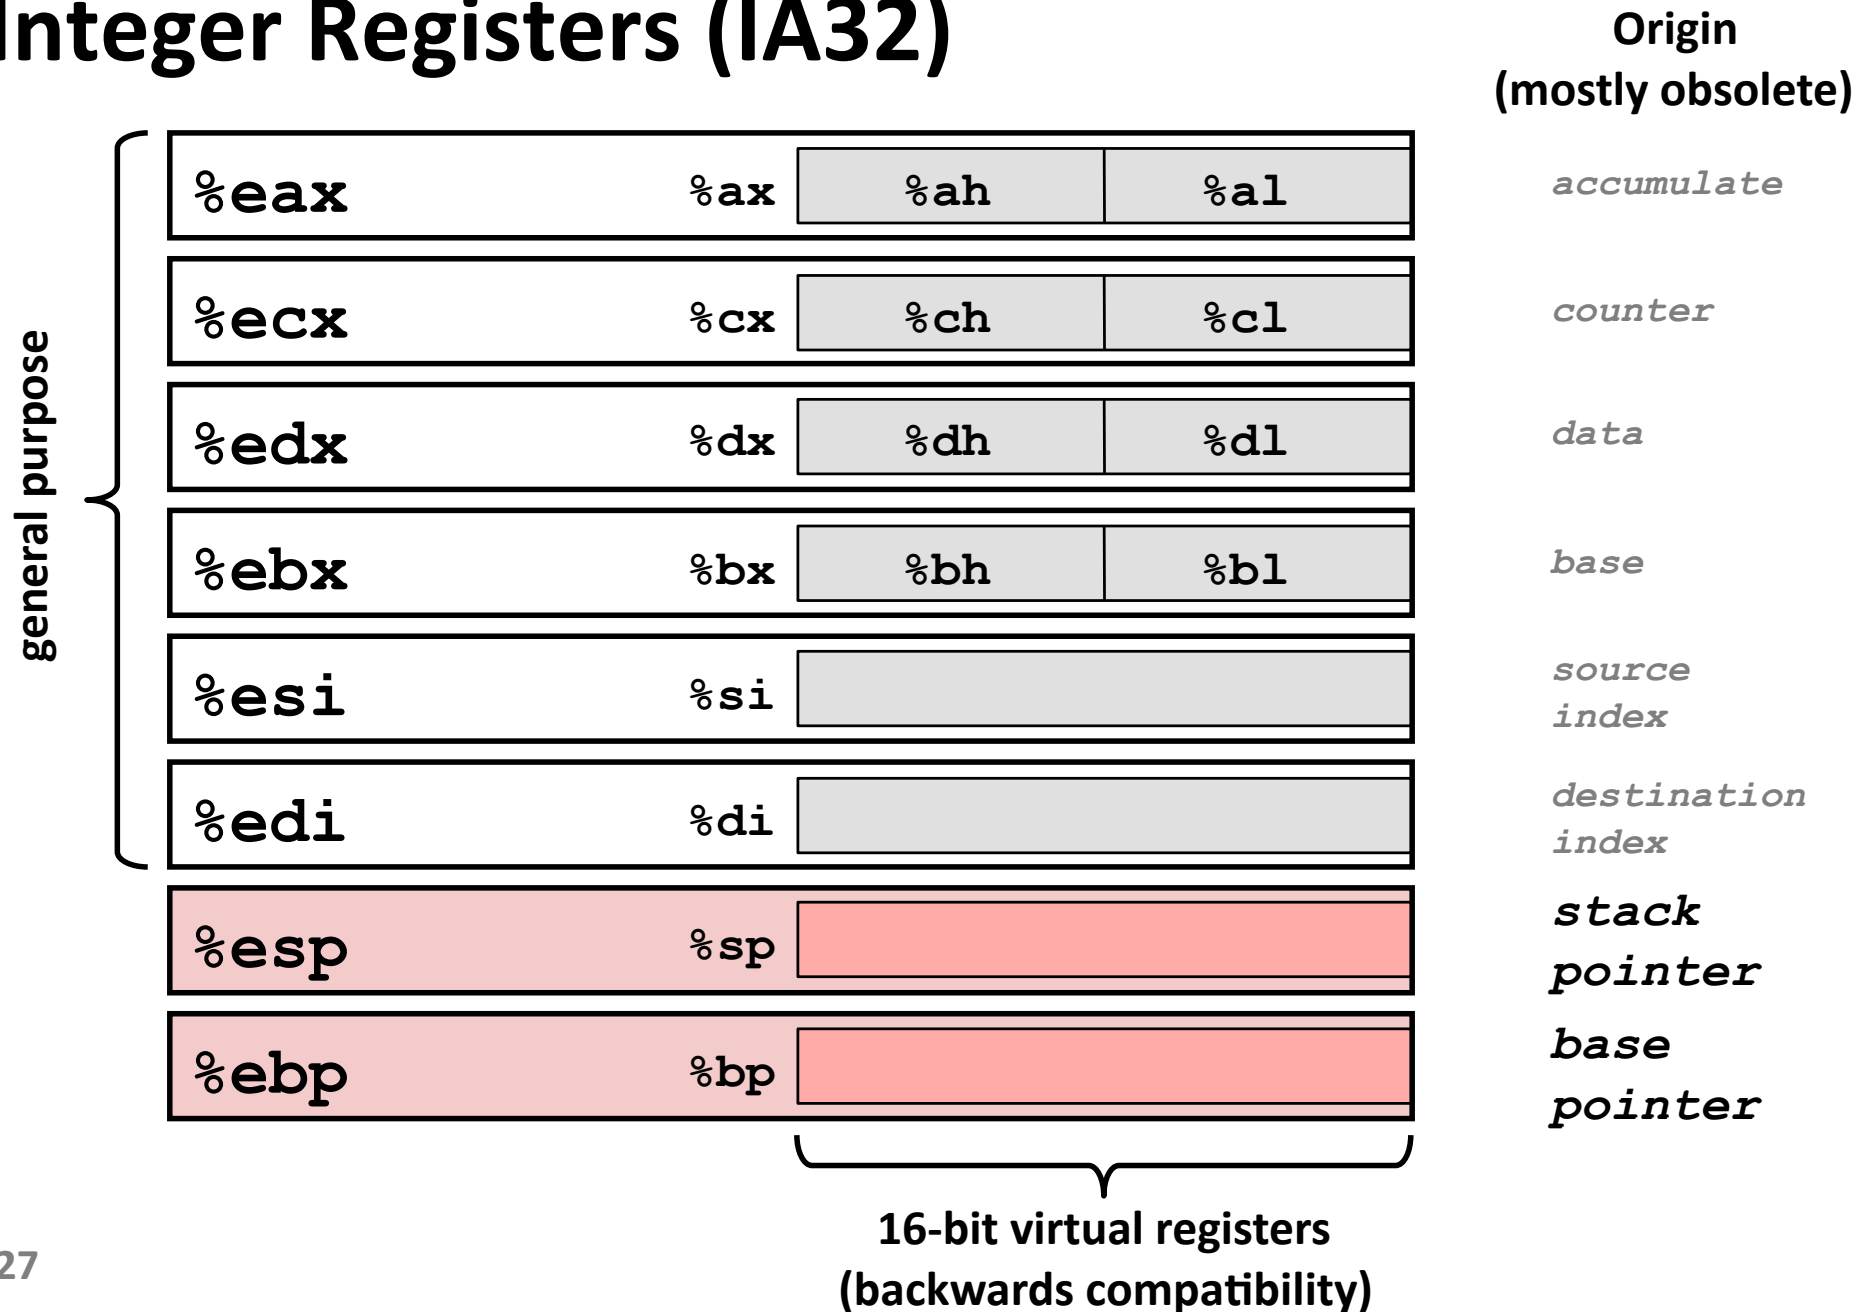 Integer Registers (IA32)
Origin
(mostly obsolete)
general purpose
%eax %ax %ah %al accumulate
%ecx %cx %ch %cl counter
%edx %dx %dh %dl data
%ebx %bx %bh %bl base
%esi %si source
index
%edi %di destination
index
%esp %sp stack
pointer
%ebp %bp base
pointer
16-bit virtual registers
(backwards compatibility)
27